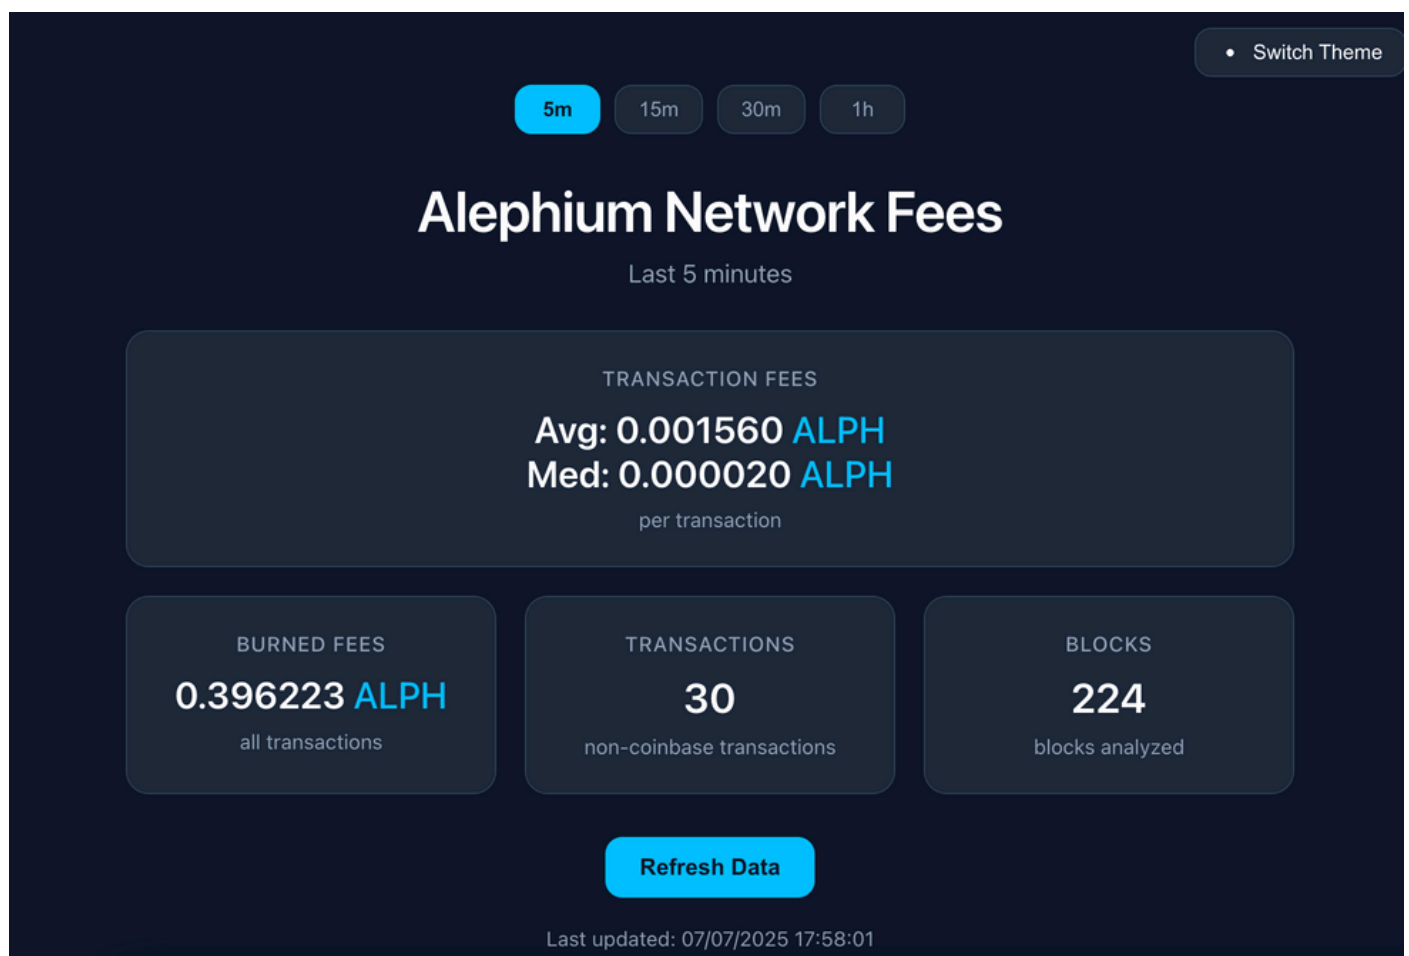 • Switch Theme
5m 15m 30m 1h
Alephium Network Fees
Last 5 minutes
TRANSACTION FEES
Avg: 0.001560 ALPH
Med: 0.000020 ALPH
per transaction
BURNED FEES
0.396223 ALPH
all transactions
TRANSACTIONS
30
non-coinbase transactions
BLOCKS
224
blocks analyzed
Refresh Data
Last updated: 07/07/2025 17:58:01